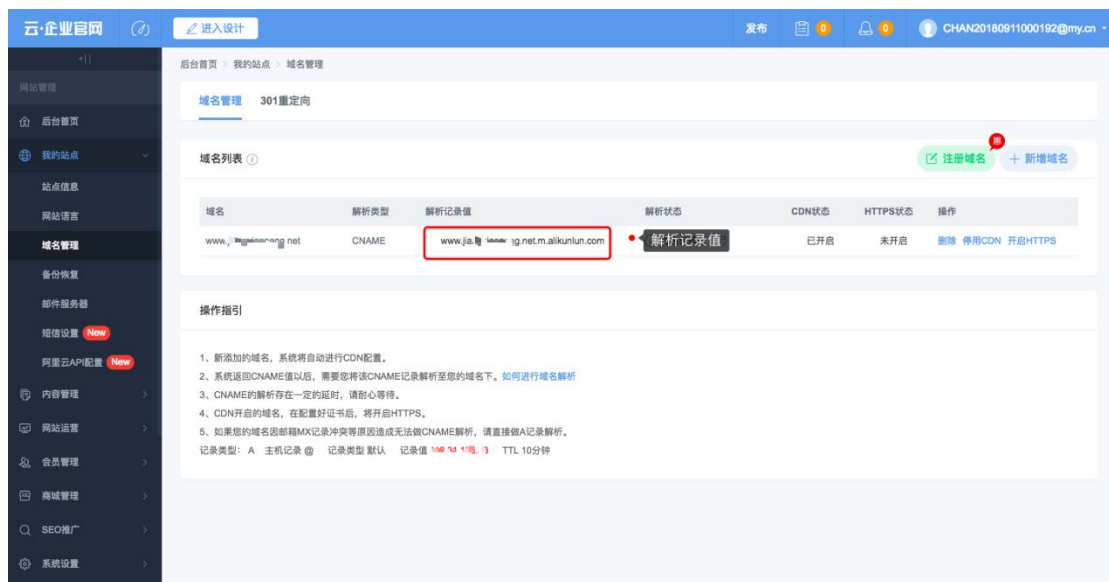 云·企业官网
进入设计
发布
0
0
CHAN20180911000192@my.cn
后台首页 > 我的站点 > 域名管理
网站管理
后台首页
我的站点
站点信息
网站语言
域名管理
备份恢复
邮件服务器
短信设置 New
阿里云API配置 New
内容管理
网站运营
会员管理
商城管理
SEO推广
系统设置
域名管理 301重定向
域名列表
惠
注册域名
+ 新增域名
域名 解析类型 解析记录值 解析状态 CDN状态 HTTPS状态 操作
www. net CNAME www.jia. g.net.m.alikunlun.com 解析记录值 已开启 未开启 删除 停用CDN 开启HTTPS
操作指引
1、新添加的域名，系统将自动进行CDN配置。
2、系统返回CNAME值以后，需要您将该CNAME记录解析至您的域名下。如何进行域名解析
3、CNAME的解析存在一定的延时，请耐心等待。
4、CDN开启的域名，在配置好证书后，将开启HTTPS。
5、如果您的域名因邮箱MX记录冲突等原因造成无法做CNAME解析，请直接做A记录解析。
记录类型： A 主机记录 @ 记录类型 默认 记录值 TTL 10分钟